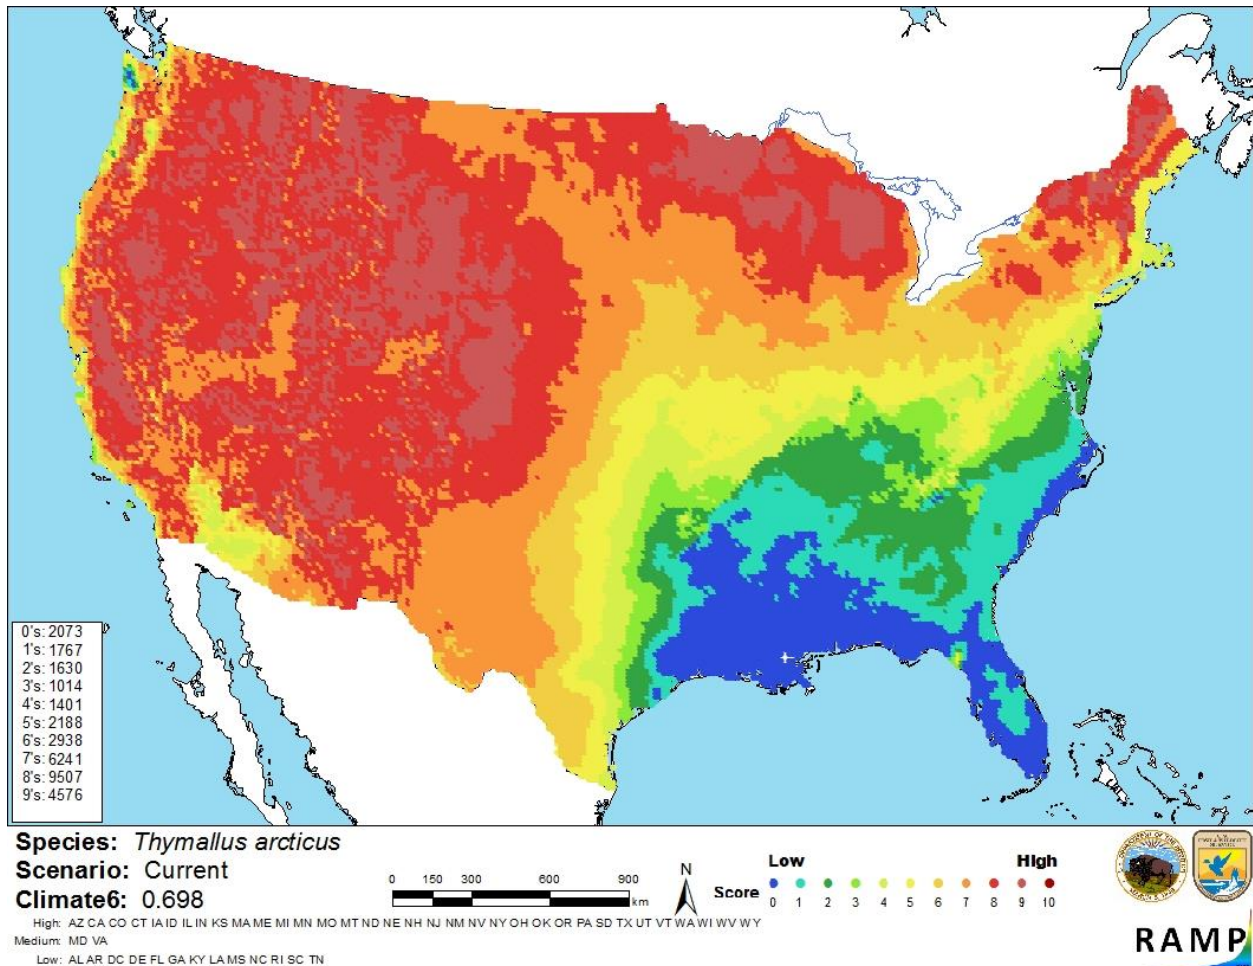 0's: 2073
1's: 1767
2's: 1630
3's: 1014
4's: 1401
5's: 2188
6's: 2938
7's: 6241
8's: 9507
9's: 4576
Species: Thymallus arcticus
Scenario: Current
Climate6: 0.698
0 150 300 600 900
km
N
Low High
Score
0 1 2 3 4 5 6 7 8 9 10
High: AZ CA CO CT IA ID IL IN KS MA ME MI MN MO MT ND NE NH NJ NM NV NY OH OK OR PA SD TX UT VT WA WI WV WY
Medium: MD VA
Low: AL AR DC DE FL GA KY LA MS NC RI SC TN
RAMP